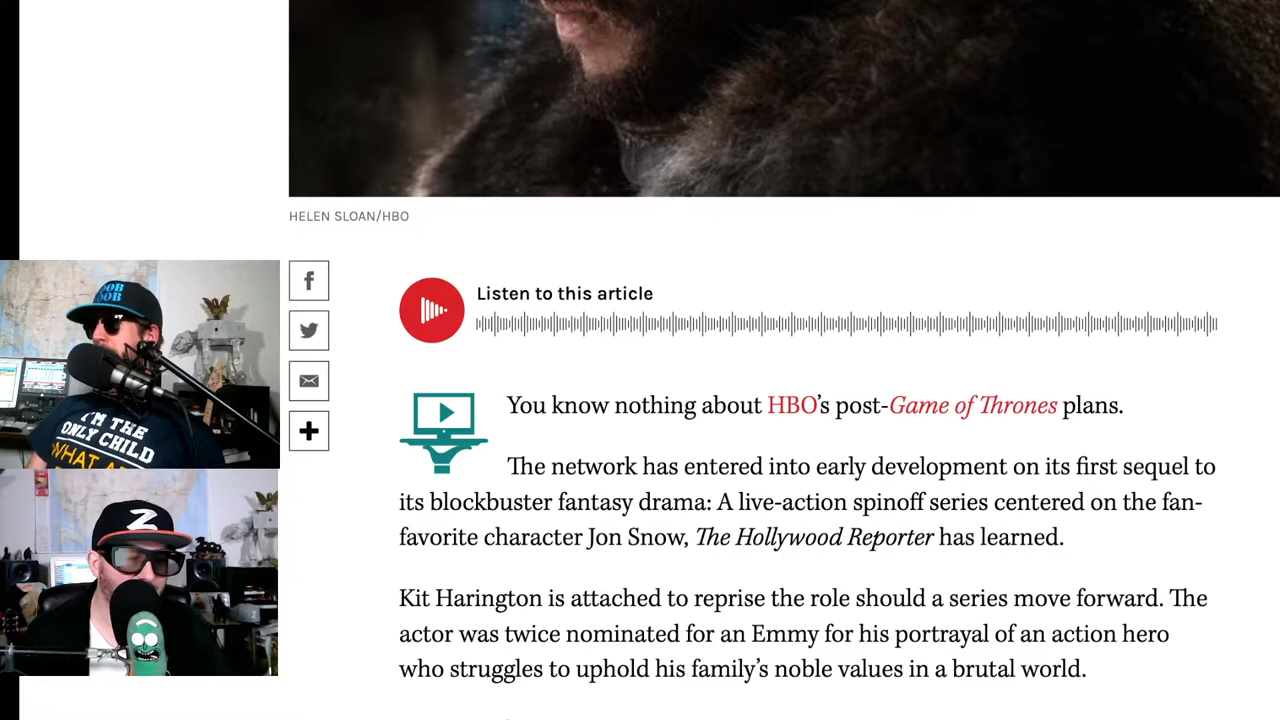 HELEN SLOAN/HBO
Listen to this article
You know nothing about HBO's post-Game of Thrones plans.
The network has entered into early development on its first sequel to
its blockbuster fantasy drama: A live-action spinoff series centered on the fan-
favorite character Jon Snow, The Hollywood Reporter has learned.
Kit Harington is attached to reprise the role should a series move forward. The
actor was twice nominated for an Emmy for his portrayal of an action hero
who struggles to uphold his family's noble values in a brutal world.
I'M THE
ONLY CHILD
WHAT
Z